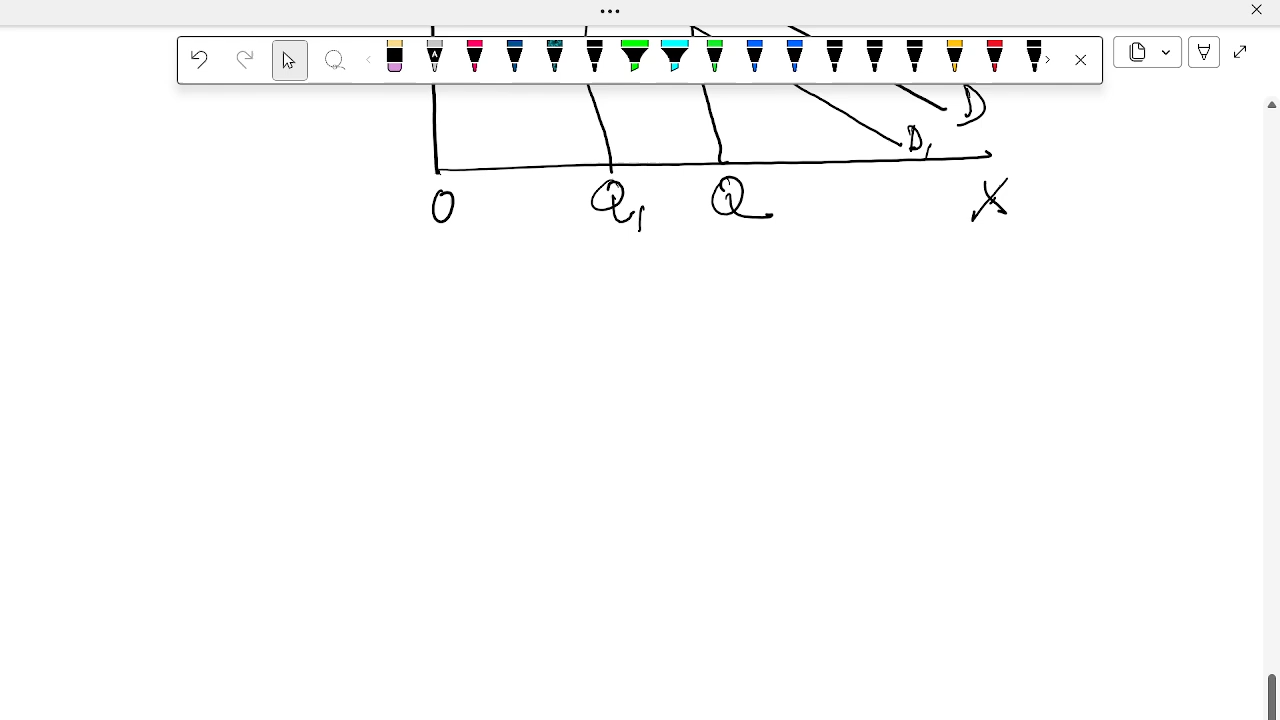 D
D₁
O Q₁ Q X